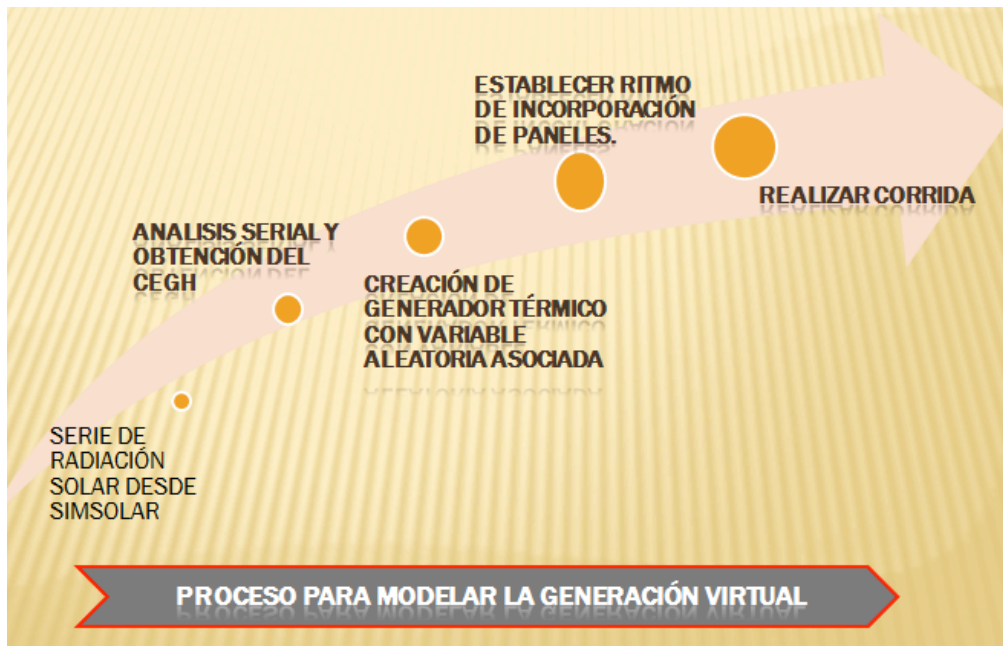 SERIE DE
RADIACIÓN
SOLAR DESDE
SIMSOLAR
ANALISIS SERIAL Y
OBTENCIÓN DEL
CEGH
CREACIÓN DE
GENERADOR TÉRMICO
CON VARIABLE
ALEATORIA ASOCIADA
ESTABLECER RITMO
DE INCORPORACIÓN
DE PANELES.
REALIZAR CORRIDA
PROCESO PARA MODELAR LA GENERACIÓN VIRTUAL